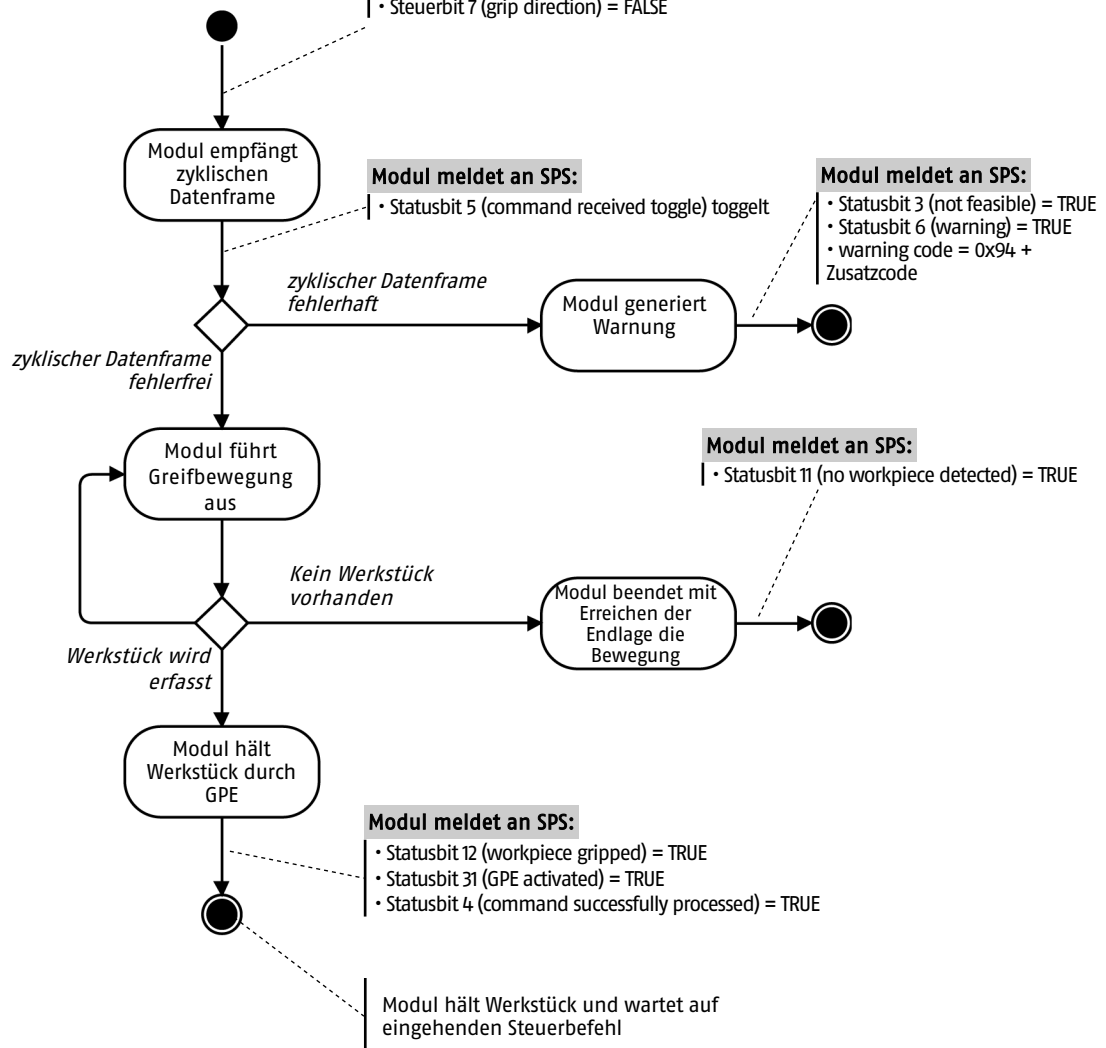 • Steuerbit 7 (grip direction) = FALSE
Modul empfängt
zyklischen
Datenframe
Modul meldet an SPS:
• Statusbit 5 (command received toggle) toggelt
Modul meldet an SPS:
• Statusbit 3 (not feasible) = TRUE
• Statusbit 6 (warning) = TRUE
• warning code = 0x94 +
Zusatzcode
zyklischer Datenframe
fehlerhaft
Modul generiert
Warnung
zyklischer Datenframe
fehlerfrei
Modul führt
Greifbewegung
aus
Modul meldet an SPS:
• Statusbit 11 (no workpiece detected) = TRUE
Kein Werkstück
vorhanden
Modul beendet mit
Erreichen der
Endlage die
Bewegung
Werkstück wird
erfasst
Modul hält
Werkstück durch
GPE
Modul meldet an SPS:
• Statusbit 12 (workpiece gripped) = TRUE
• Statusbit 31 (GPE activated) = TRUE
• Statusbit 4 (command successfully processed) = TRUE
Modul hält Werkstück und wartet auf
eingehenden Steuerbefehl